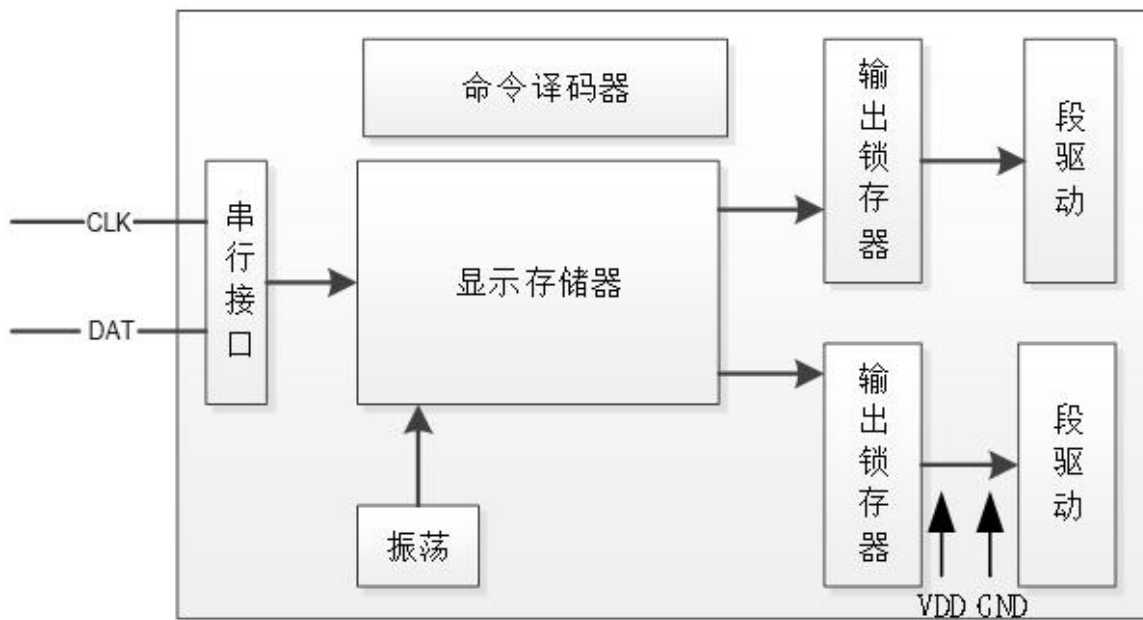 命令译码器
输出锁存器
段驱动
CLK
串行接口
显示存储器
DAT
输出锁存器
段驱动
振荡
VDD GND